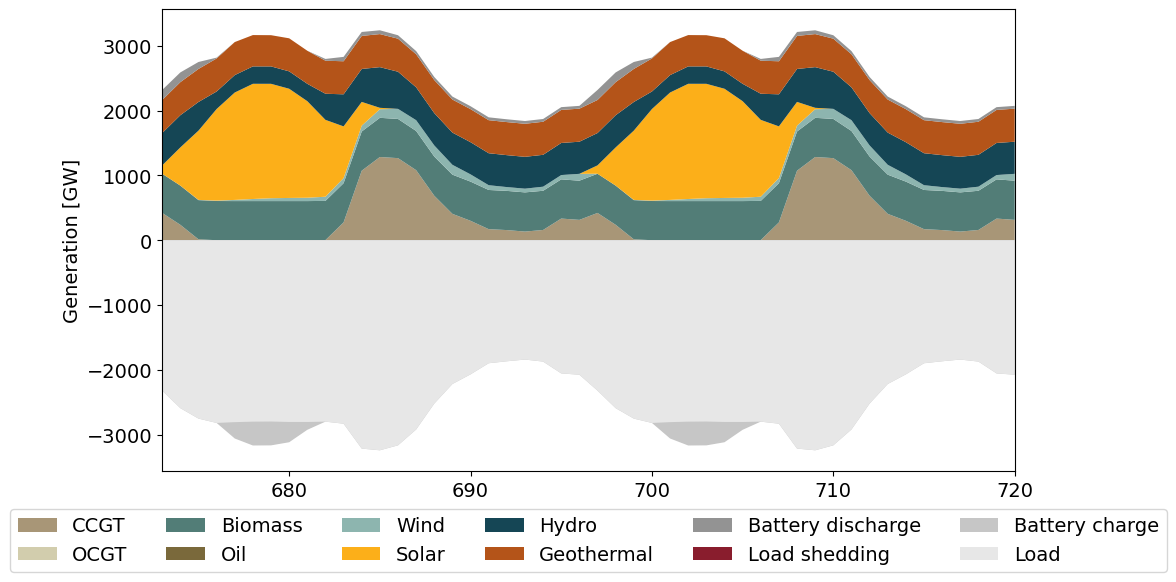 3000
2000
1000
0
−1000
−2000
−3000
Generation [GW]
680 690 700 710 720
CCGT Biomass Wind Hydro Battery discharge Battery charge
OCGT Oil Solar Geothermal Load shedding Load